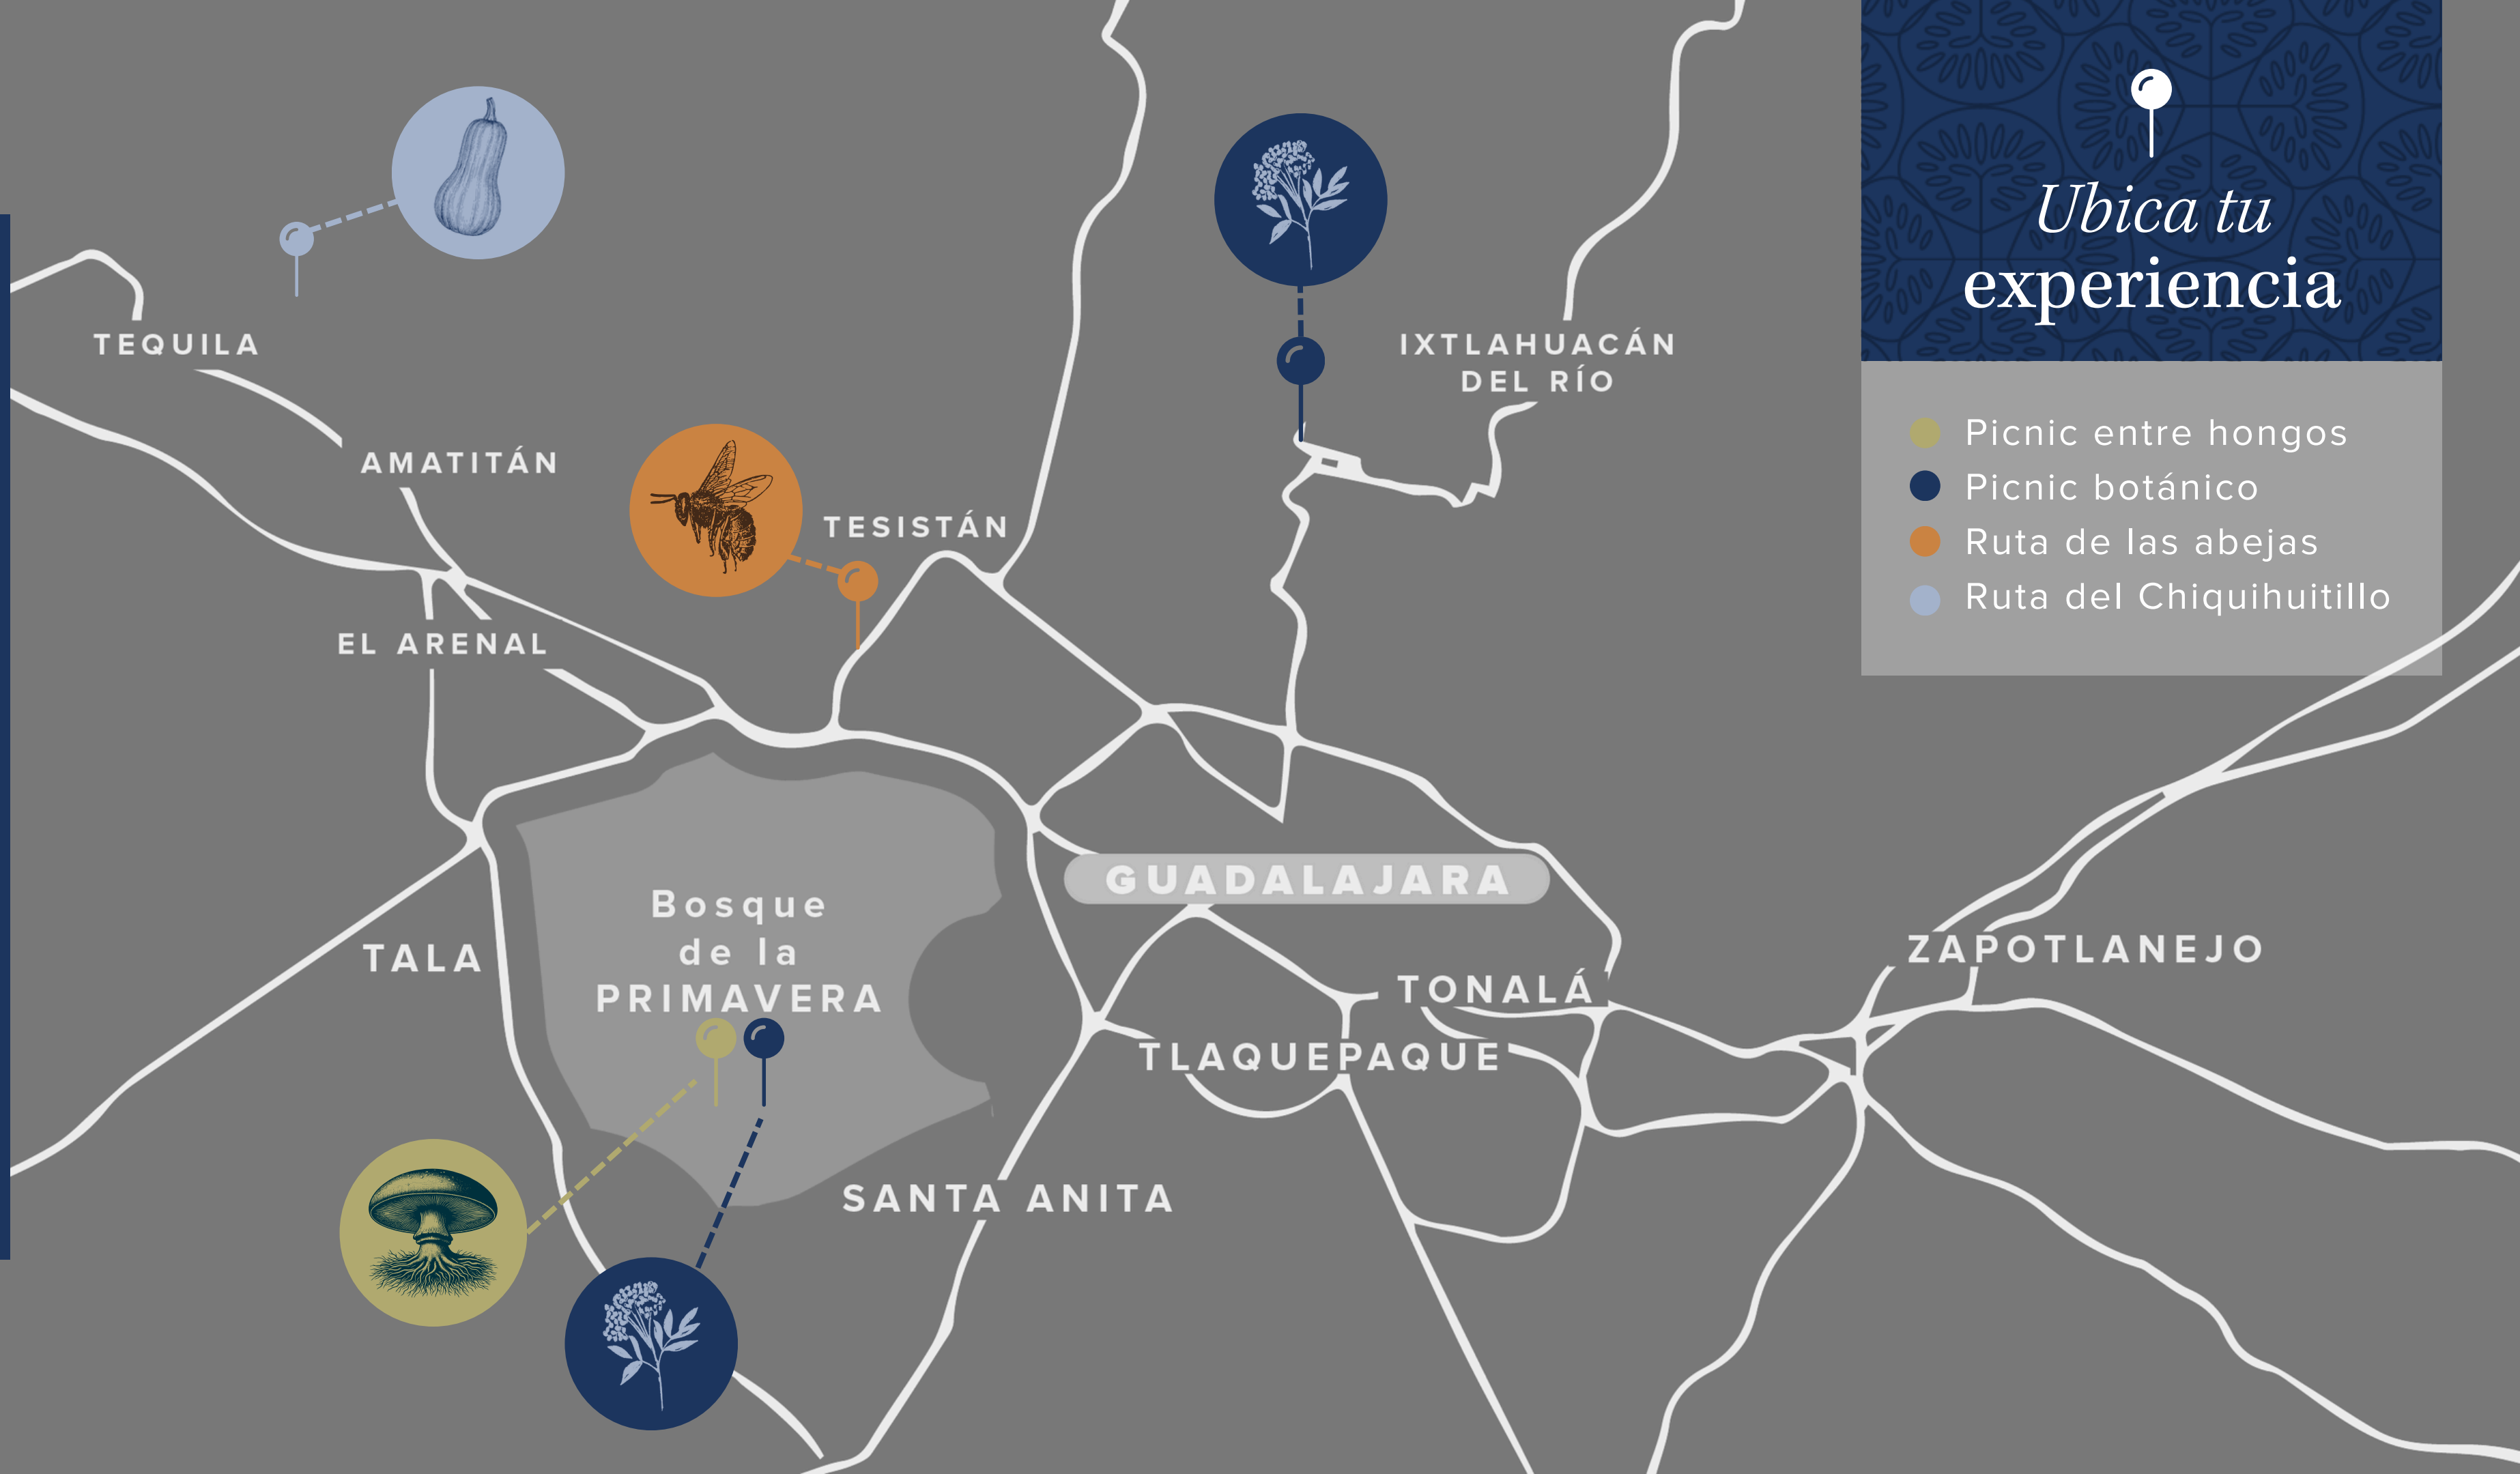 Ubica tu
experiencia
Picnic entre hongos
Picnic botánico
Ruta de las abejas
Ruta del Chiquihuitillo
TEQUILA
IXTLAHUACÁN
DEL RÍO
AMATITÁN
TESISTÁN
EL ARENAL
GUADALAJARA
Bosque
de la
PRIMAVERA
TALA
ZAPOTLANEJO
TONALÁ
TLAQUEPAQUE
SANTA ANITA